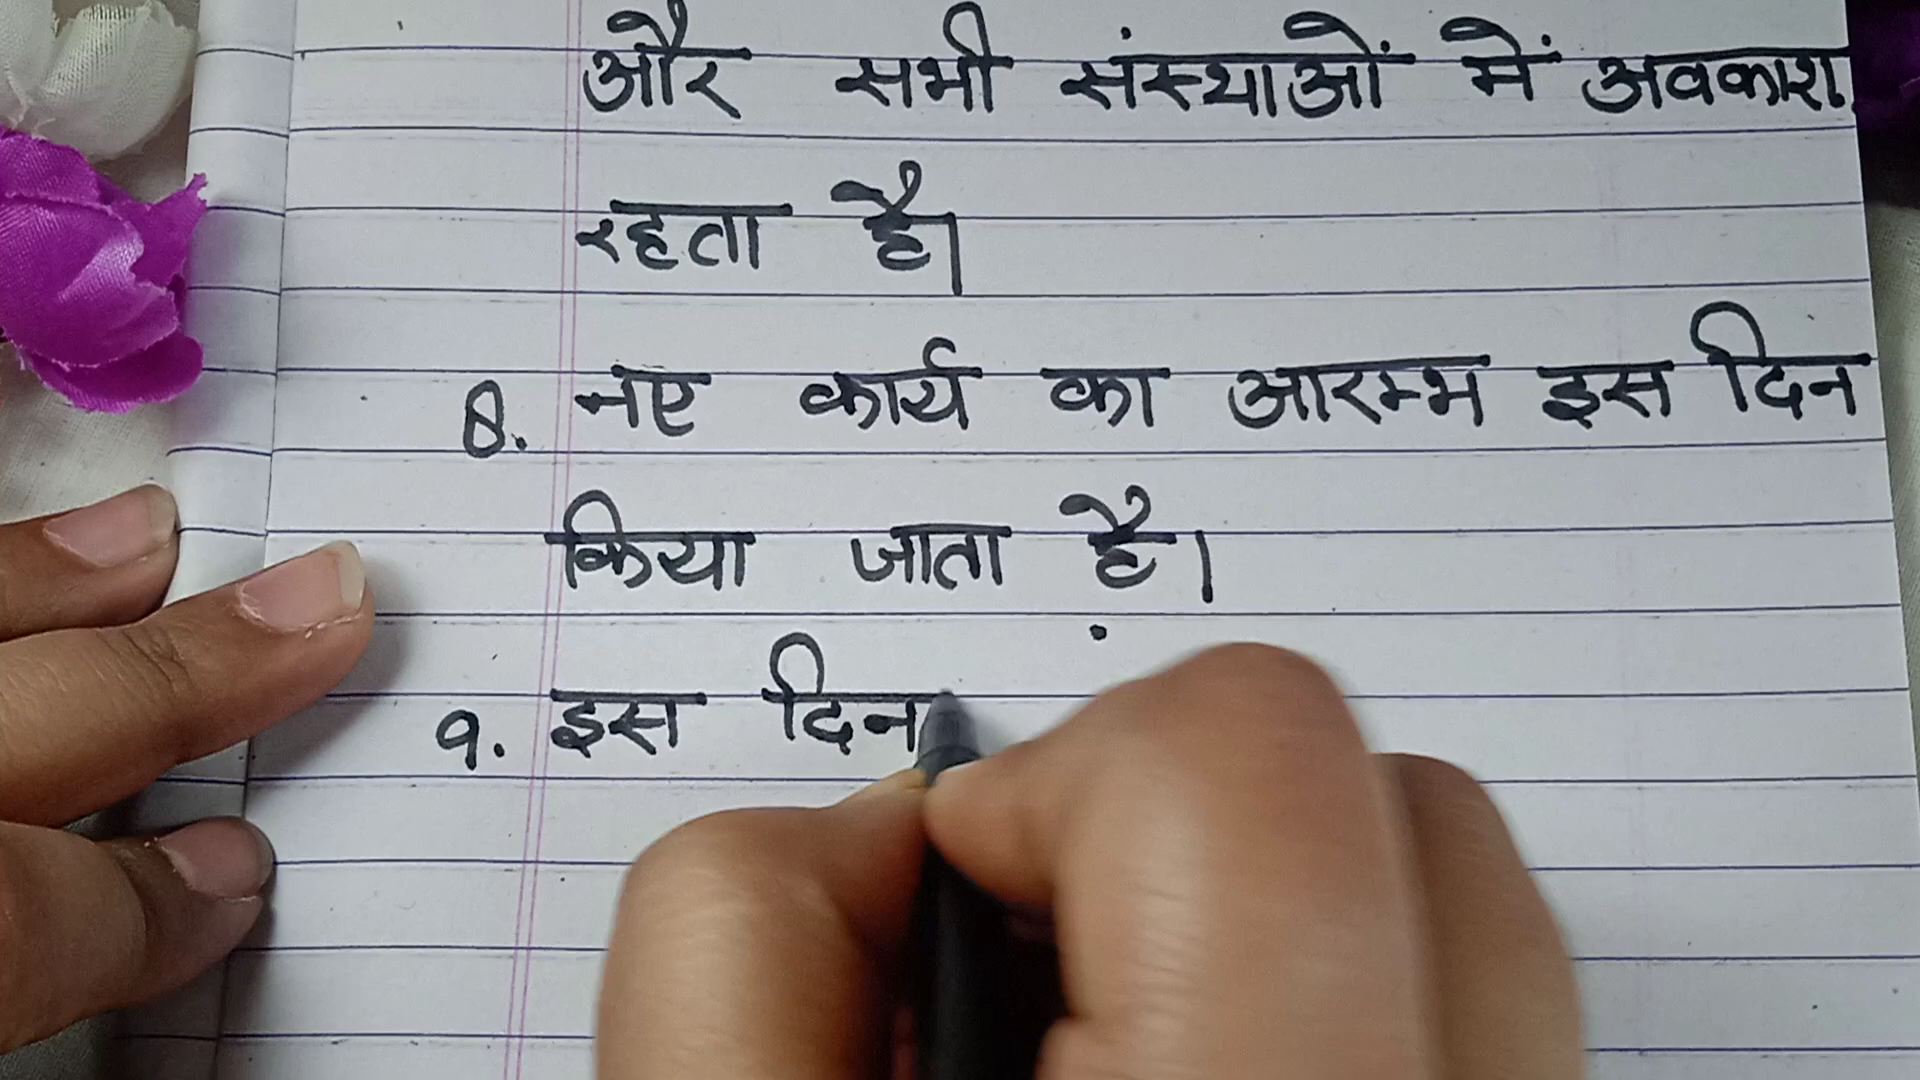 और सभी संस्थाओं में अवकाश
रहता है।
8. नए कार्य का आरम्भ इस दिन
किया जाता है।
9. इस दिन